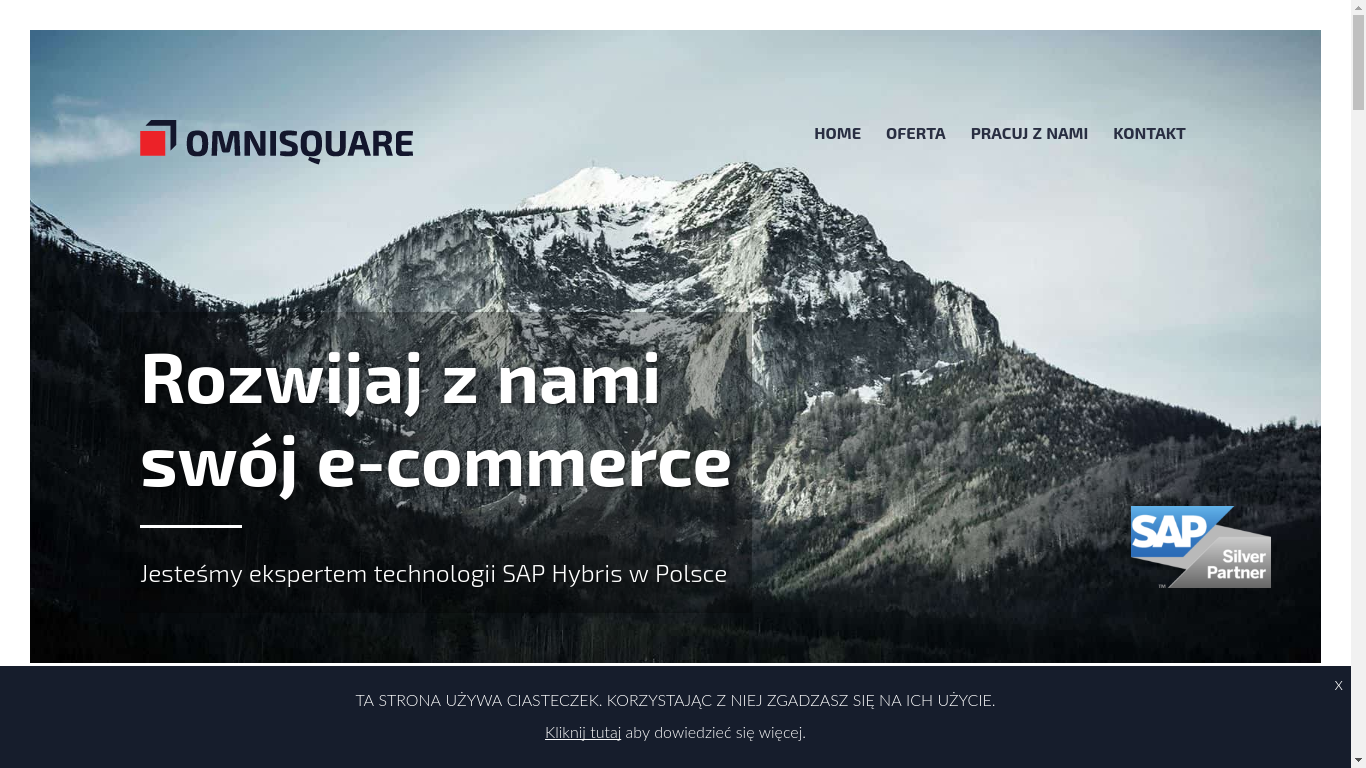 OMNISQUARE
HOME OFERTA PRACUJ Z NAMI KONTAKT
Rozwijaj z nami
swój e-commerce
Jesteśmy ekspertem technologii SAP Hybris w Polsce
SAP
Silver
Partner
TM
X
TA STRONA UŻYWA CIASTECZEK. KORZYSTAJĄC Z NIEJ ZGADZASZ SIĘ NA ICH UŻYCIE.
Kliknij tutaj aby dowiedzieć się więcej.